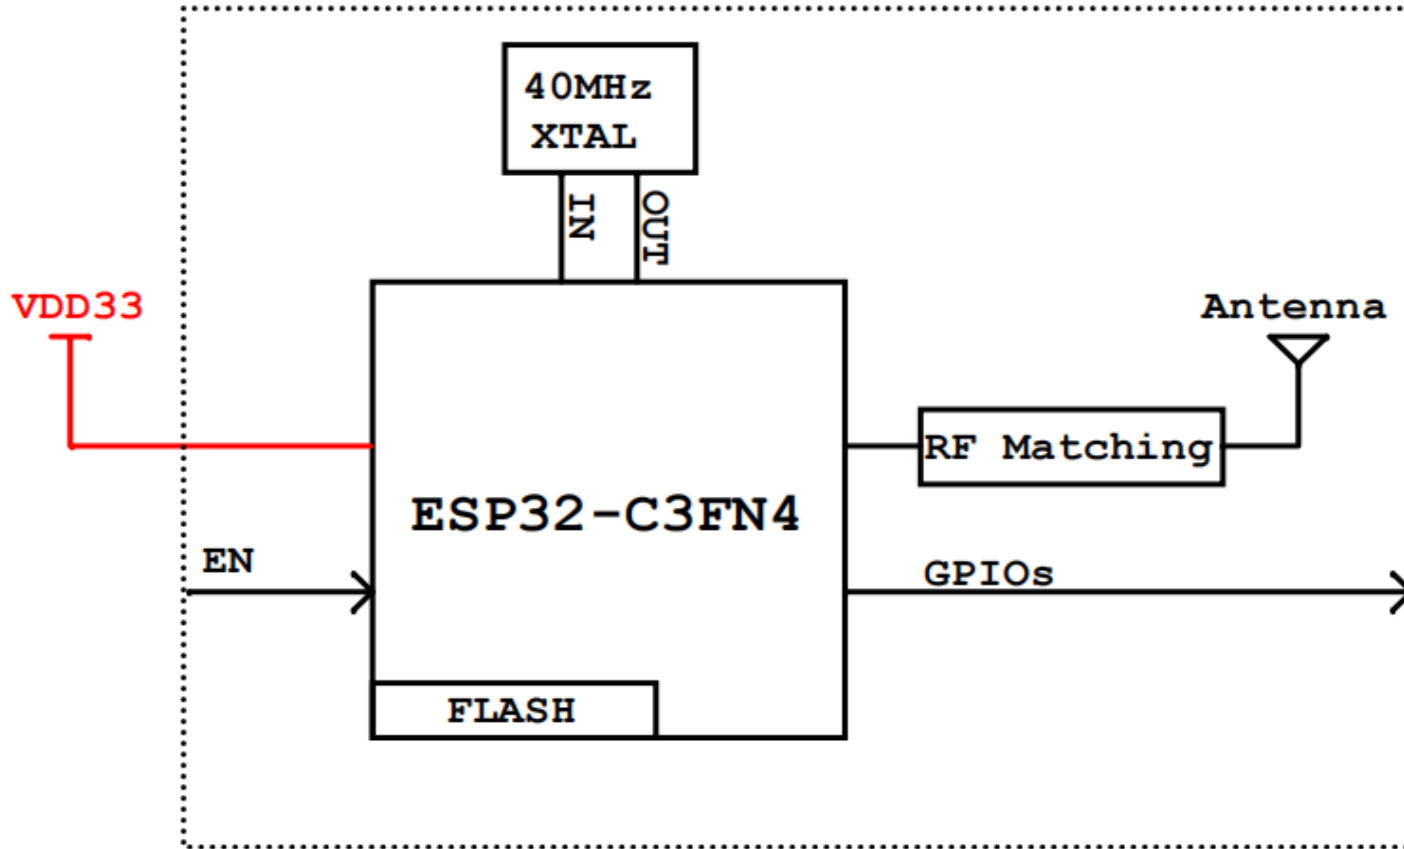 40MHz
XTAL
IN
OUT
VDD33
Antenna
RF Matching
ESP32-C3FN4
EN
GPIOs
FLASH